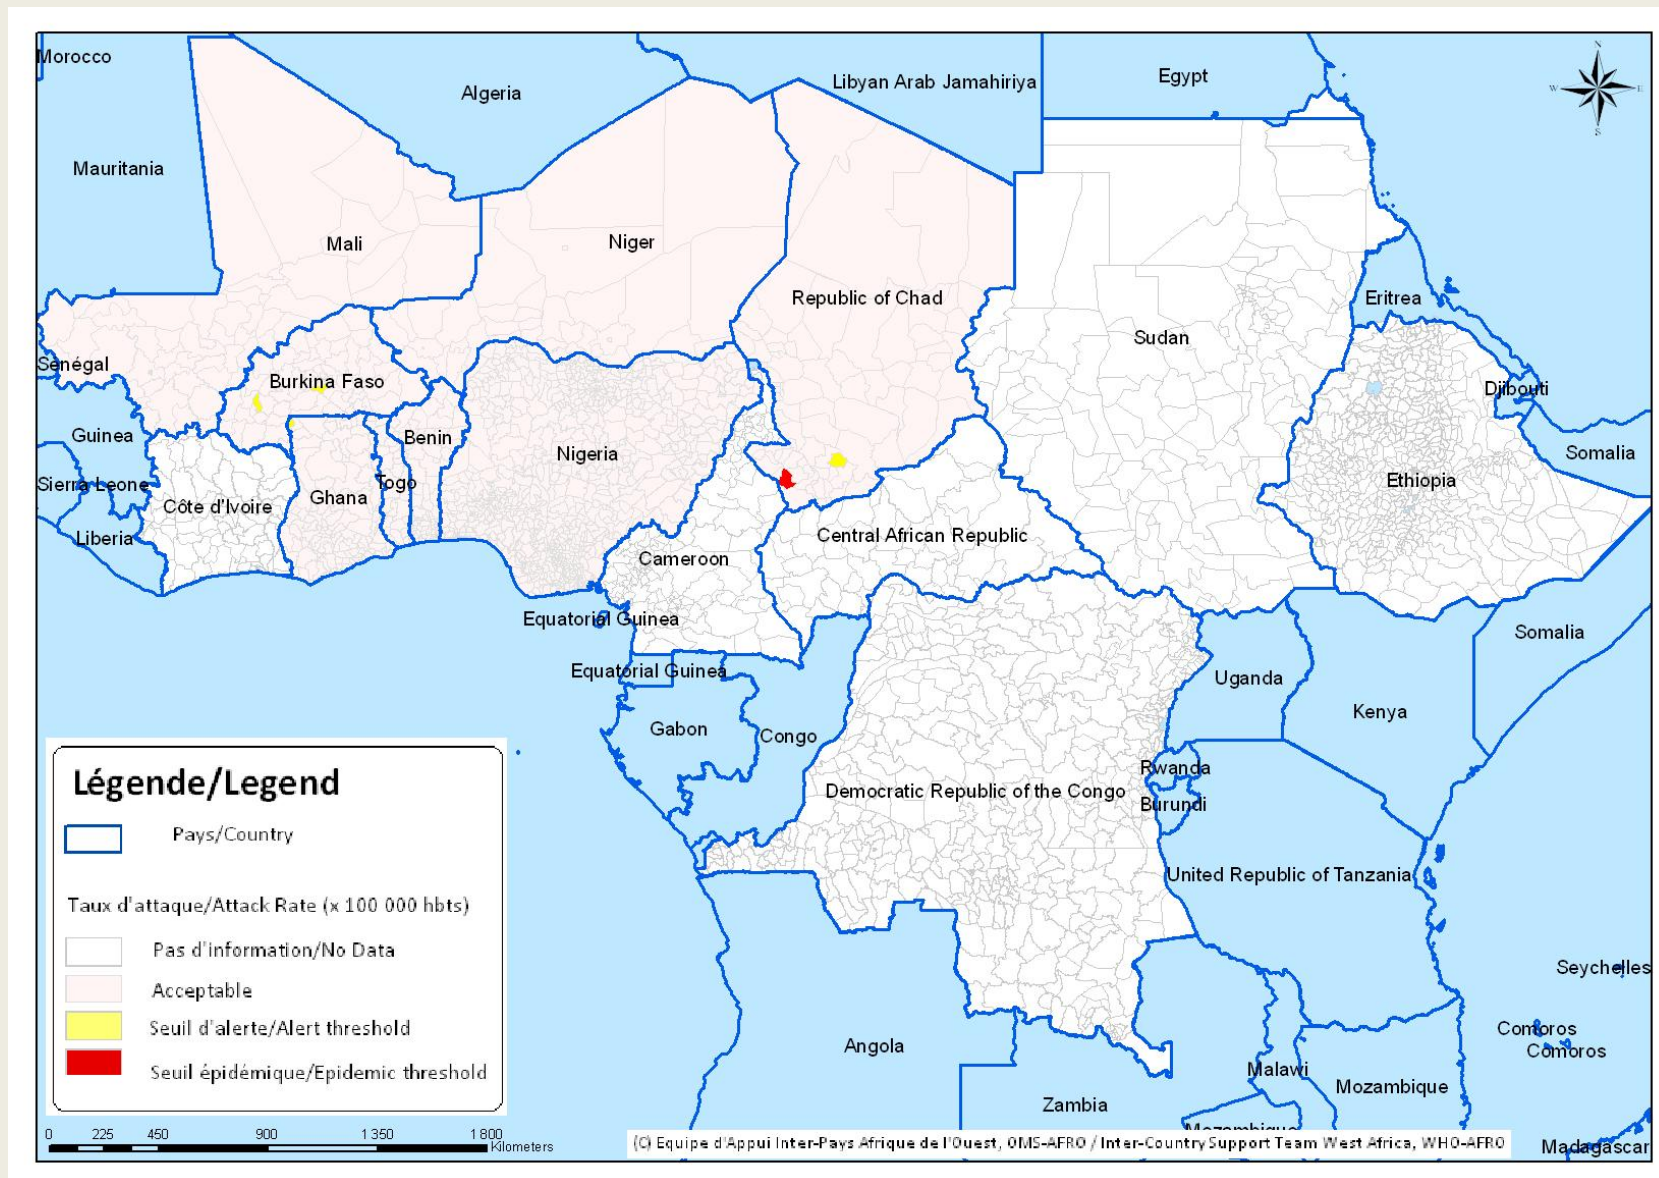 Morocco
Algeria
Libyan Arab Jamahiriya
Egypt
N
W
E
S
Mauritania
Mali
Niger
Republic of Chad
Sudan
Eritrea
Sénégal
Burkina Faso
Djibouti
Guinea
Benin
Nigeria
Somalia
Sierra Leone
Togo
Ethiopia
Côte d'Ivoire
Ghana
Liberia
Central African Republic
Cameroon
Equatorial Guinea
Somalia
Equatorial Guinea
Uganda
Gabon
Congo
Kenya
Rwanda
Democratic Republic of the Congo
Burundi
United Republic of Tanzania
Seychelles
Comoros
Comoros
Angola
Malawi
Mozambique
Zambia
Mozambique
Madagascar
Légende/Legend
Pays/Country
Taux d'attaque/Attack Rate (x 100 000 hbts)
Pas d'information/No Data
Acceptable
Seuil d'alerte/Alert threshold
Seuil épidémique/Epidemic threshold
0 225 450 900 1 350 1 800
Kilometers
(C) Equipe d'Appui Inter-Pays Afrique de l'Ouest, OMS-AFRO / Inter-Country Support Team West Africa, WHO-AFRO